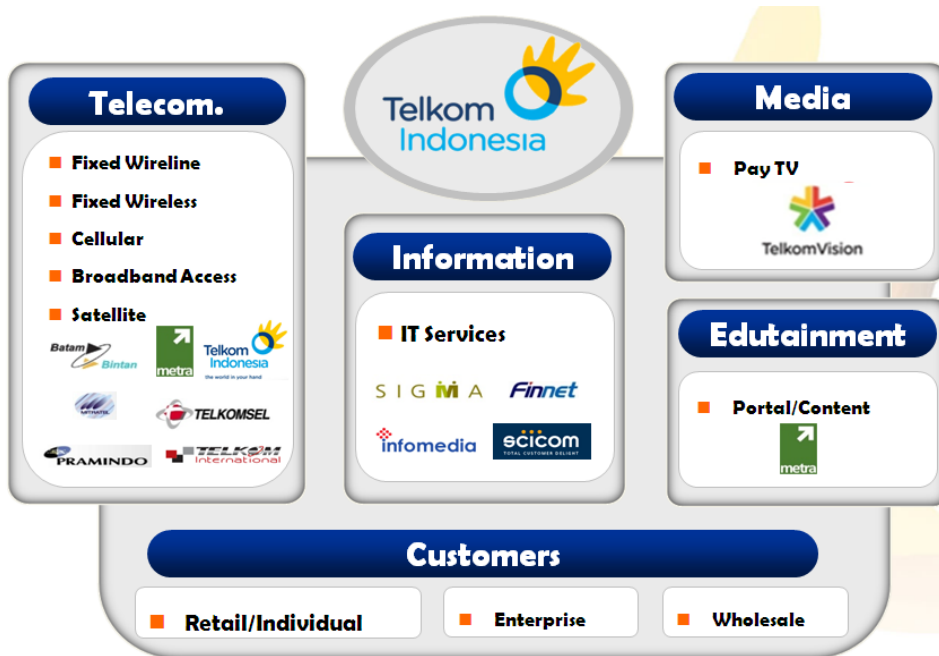 Telkom
Indonesia
Telecom.
Fixed Wireline
Fixed Wireless
Cellular
Broadband Access
Satellite
Batam
Bintan
metra
Telkom
Indonesia
the world in your hand
MITRATEL
TELKOMSEL
PRAMINDO
TELKOM
International
Information
IT Services
SIGMA
Finnet
infomedia
scicom
TOTAL CUSTOMER DELIGHT
Media
Pay TV
TelkomVision
Edutainment
Portal/Content
metra
Customers
Retail/Individual
Enterprise
Wholesale